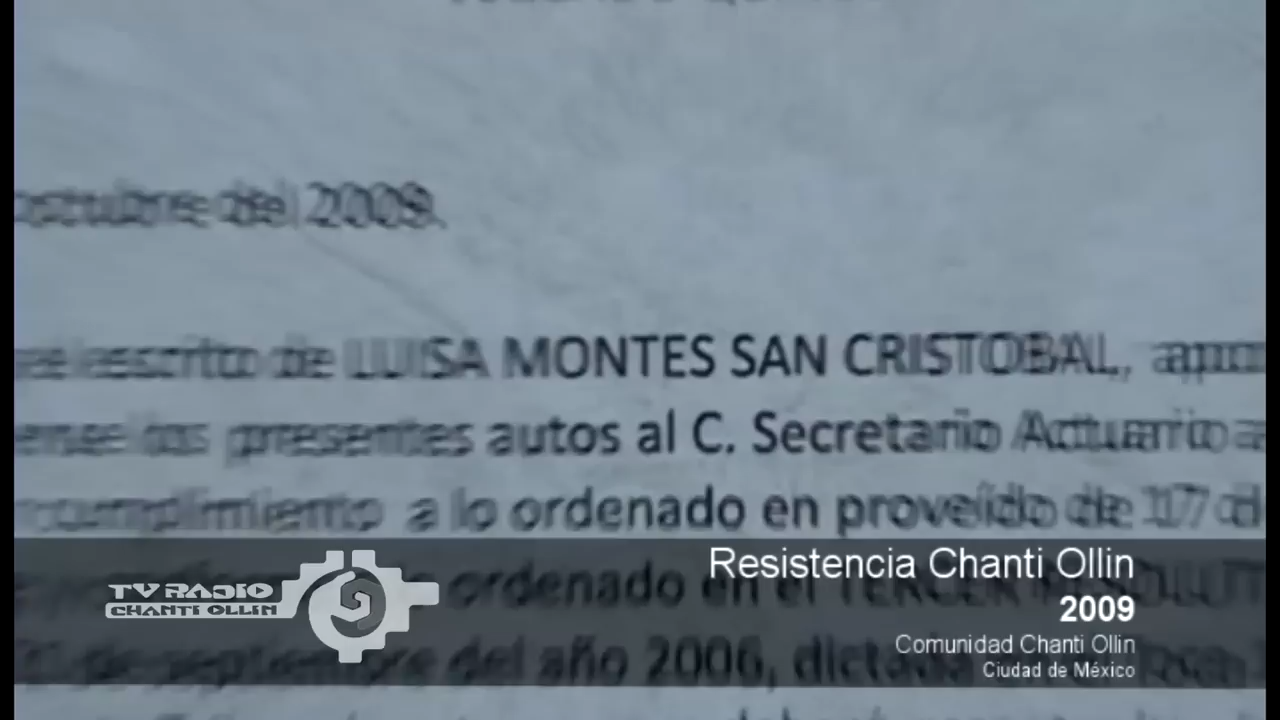 octubre del 2009.
escrito de LUISA MONTES SAN CRISTOBAL,
los presentes autos al C. Secretario Actuario
cumplimiento a lo ordenado en proveído de 17 de
ordenado en el TERCER
de septiembre del año 2006, dictada
TV RADIO
CHANTI OLLIN
Resistencia Chanti Ollin
2009
Comunidad Chanti Ollin
Ciudad de México